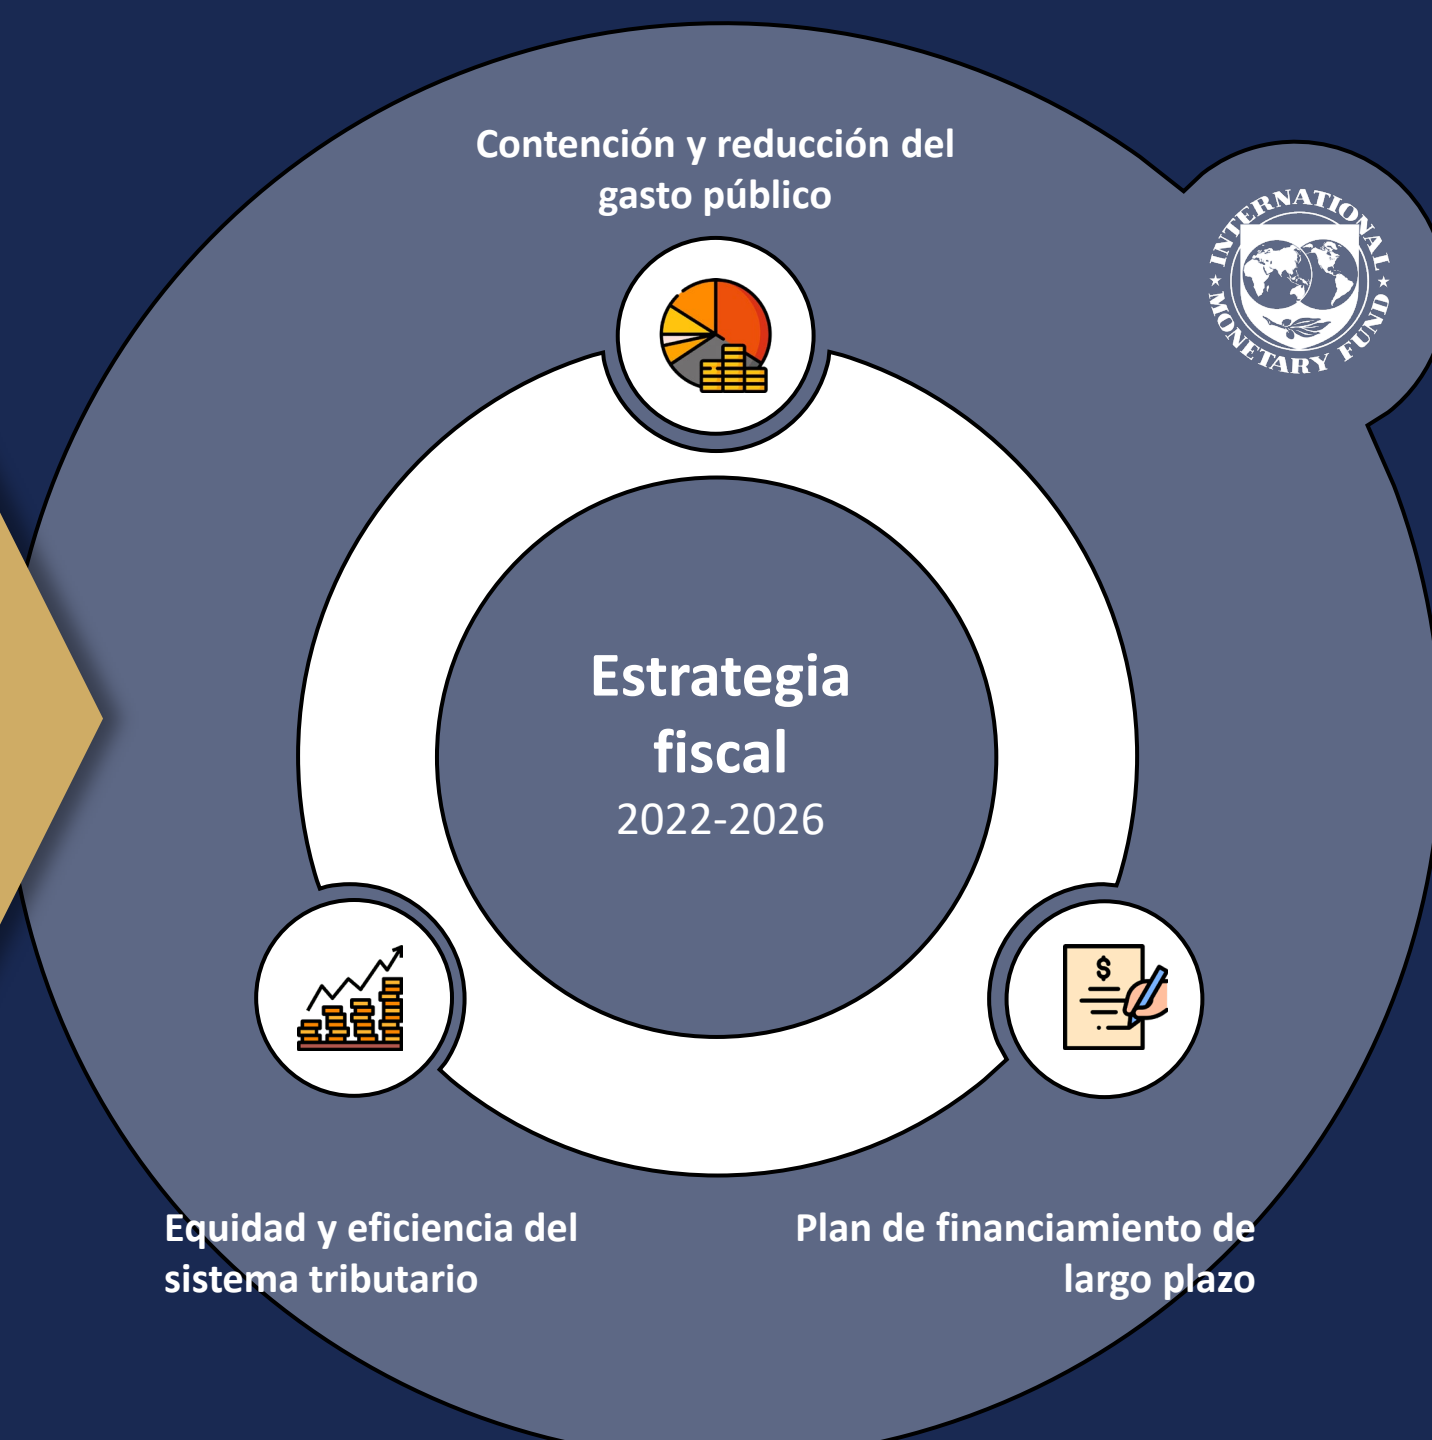 Contención y reducción del
gasto público
INTERNATIONAL
MONETARY FUND
Estrategia
fiscal
2022-2026
$
Equidad y eficiencia del
sistema tributario
Plan de financiamiento de
largo plazo